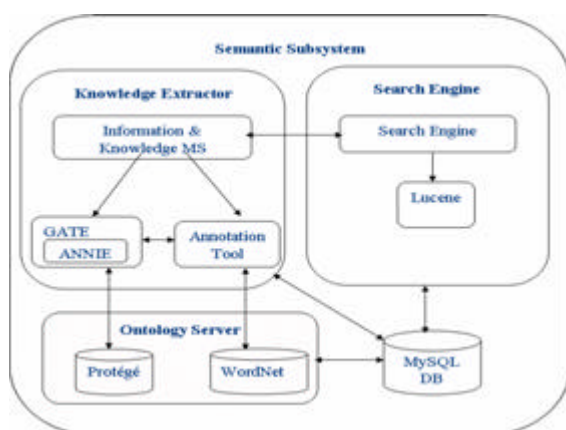 Semantic Subsystem
Knowledge Extractor
Information &
Knowledge MS
GATE
ANNIE
Annotation
Tool
Search Engine
Search Engine
Lucene
Ontology Server
Protégé
WordNet
MySQL
DB